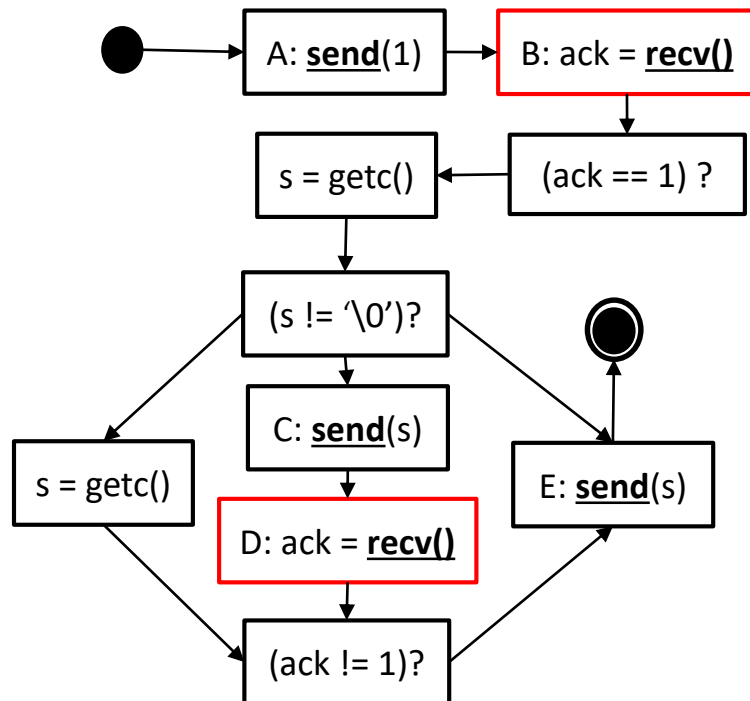 A: send(1)
B: ack = recv()
s = getc()
(ack == 1) ?
(s != ‘\0’)?
C: send(s)
s = getc()
E: send(s)
D: ack = recv()
(ack != 1)?